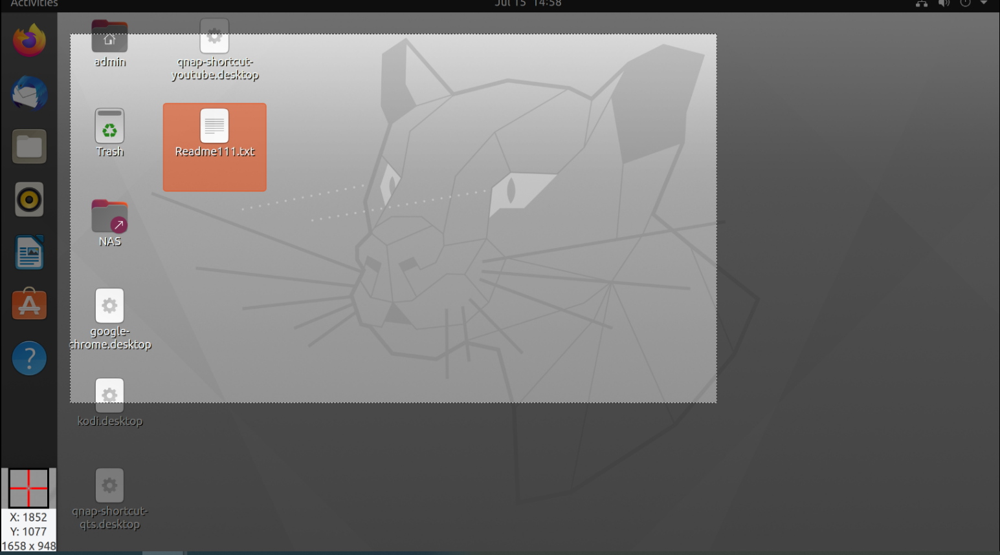 Activities
Jul 15 14:58
admin
qnap-shortcut-
youtube.desktop
Trash
Readme111.txt
NAS
google-
chrome.desktop
kodi.desktop
qnap-shortcut-
qts.desktop
X: 1852
Y: 1077
1658 x 948